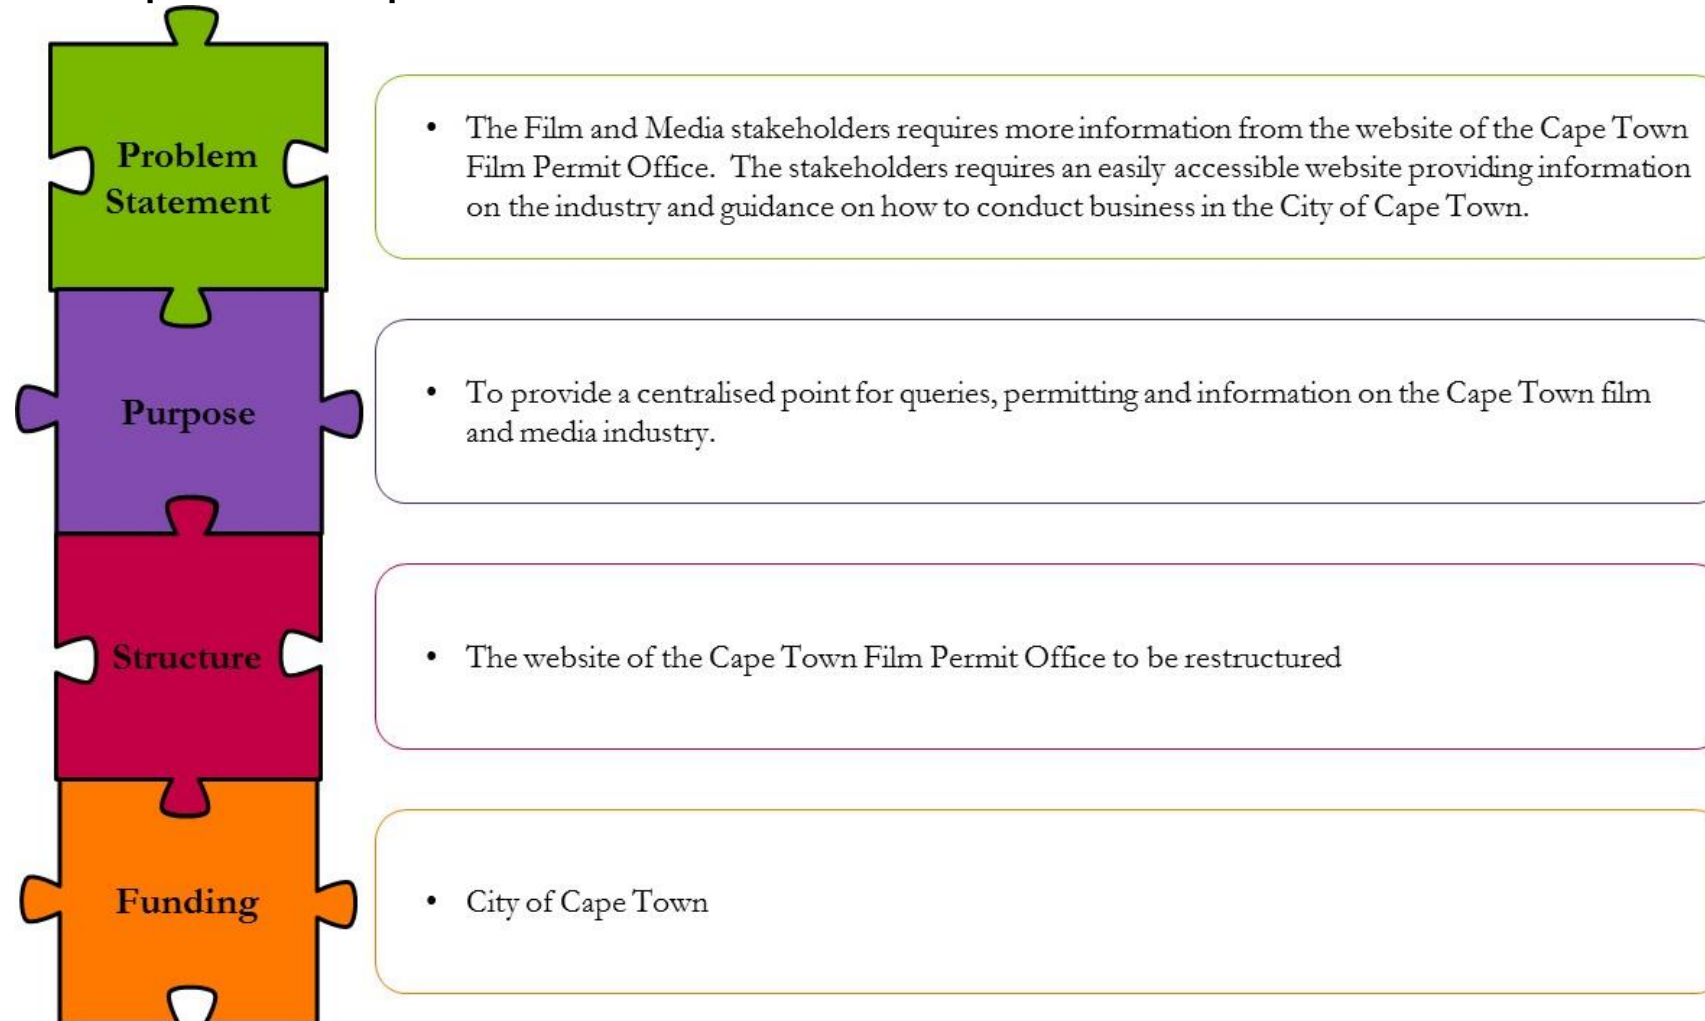 Problem
Statement
• The Film and Media stakeholders requires more information from the website of the Cape Town
Film Permit Office.  The stakeholders requires an easily accessible website providing information
on the industry and guidance on how to conduct business in the City of Cape Town.
Purpose
• To provide a centralised point for queries, permitting and information on the Cape Town film
and media industry.
Structure
• The website of the Cape Town Film Permit Office to be restructured
Funding
• City of Cape Town